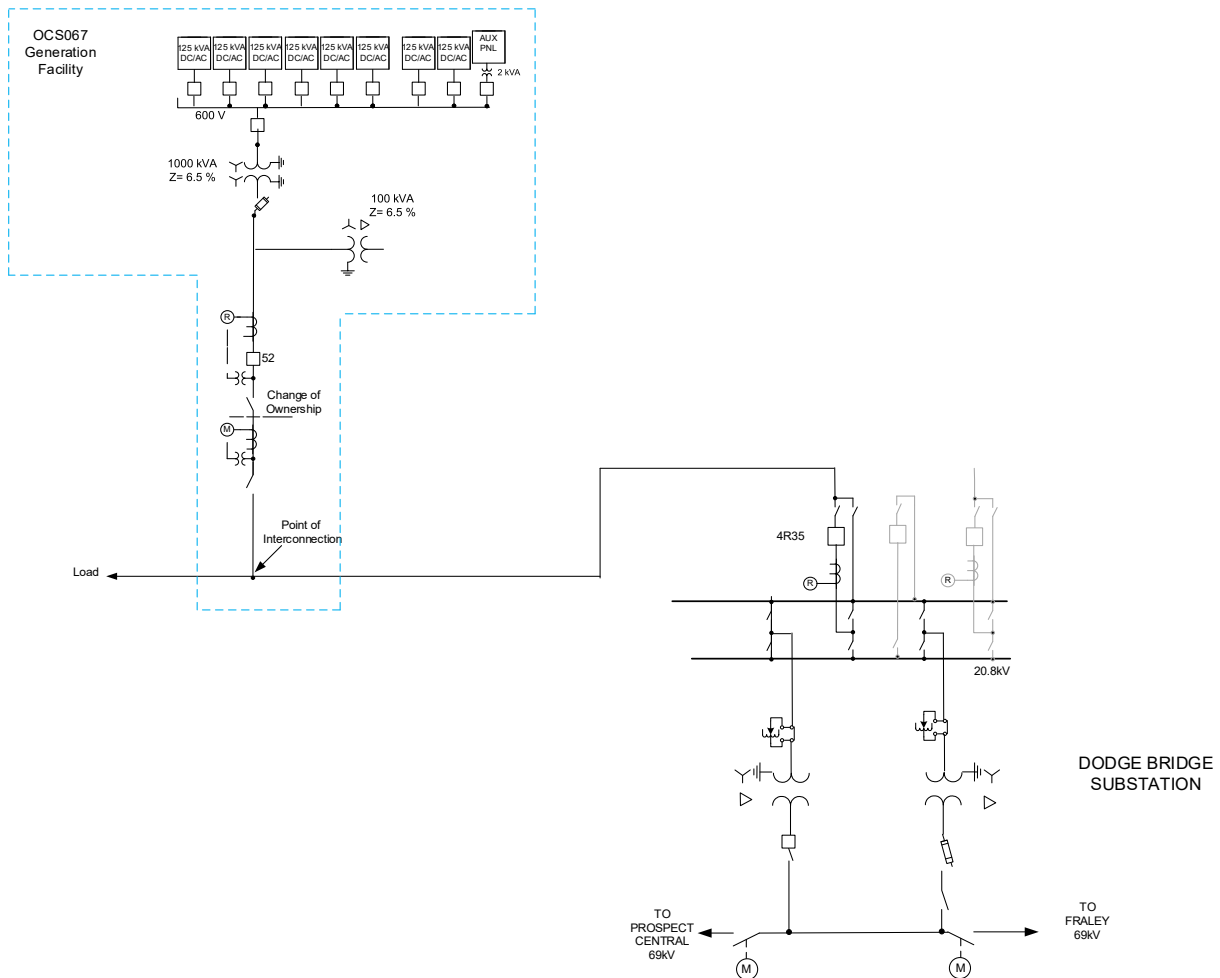 OCS067
Generation
Facility
125 kVA
DC/AC
125 kVA
DC/AC
125 kVA
DC/AC
125 kVA
DC/AC
125 kVA
DC/AC
125 kVA
DC/AC
125 kVA
DC/AC
125 kVA
DC/AC
AUX
PNL
2 kVA
600 V
1000 kVA
Z= 6.5 %
100 kVA
Z= 6.5 %
R
52
Change of
Ownership
M
Point of
Interconnection
Load
4R35
R
R
20.8kV
DODGE BRIDGE
SUBSTATION
TO
PROSPECT
CENTRAL
69kV
TO
FRALEY
69kV
M
M